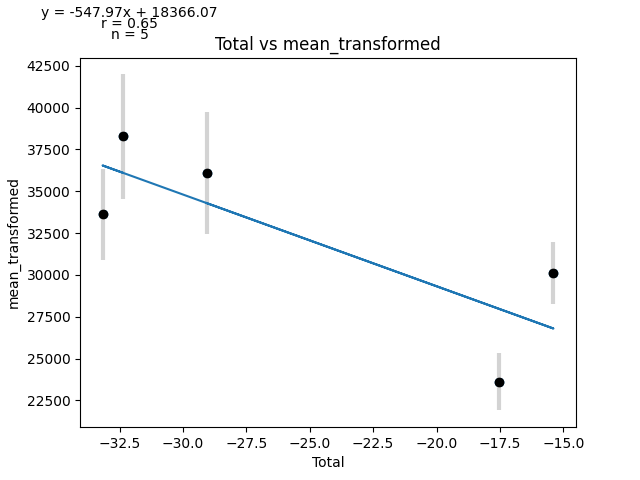 y = -547.97x + 18366.07
r = 0.65
n = 5
Total vs mean_transformed
42500
40000
37500
35000
32500
30000
27500
25000
22500
mean_transformed
−32.5 −30.0 −27.5 −25.0 −22.5 −20.0 −17.5 −15.0
Total